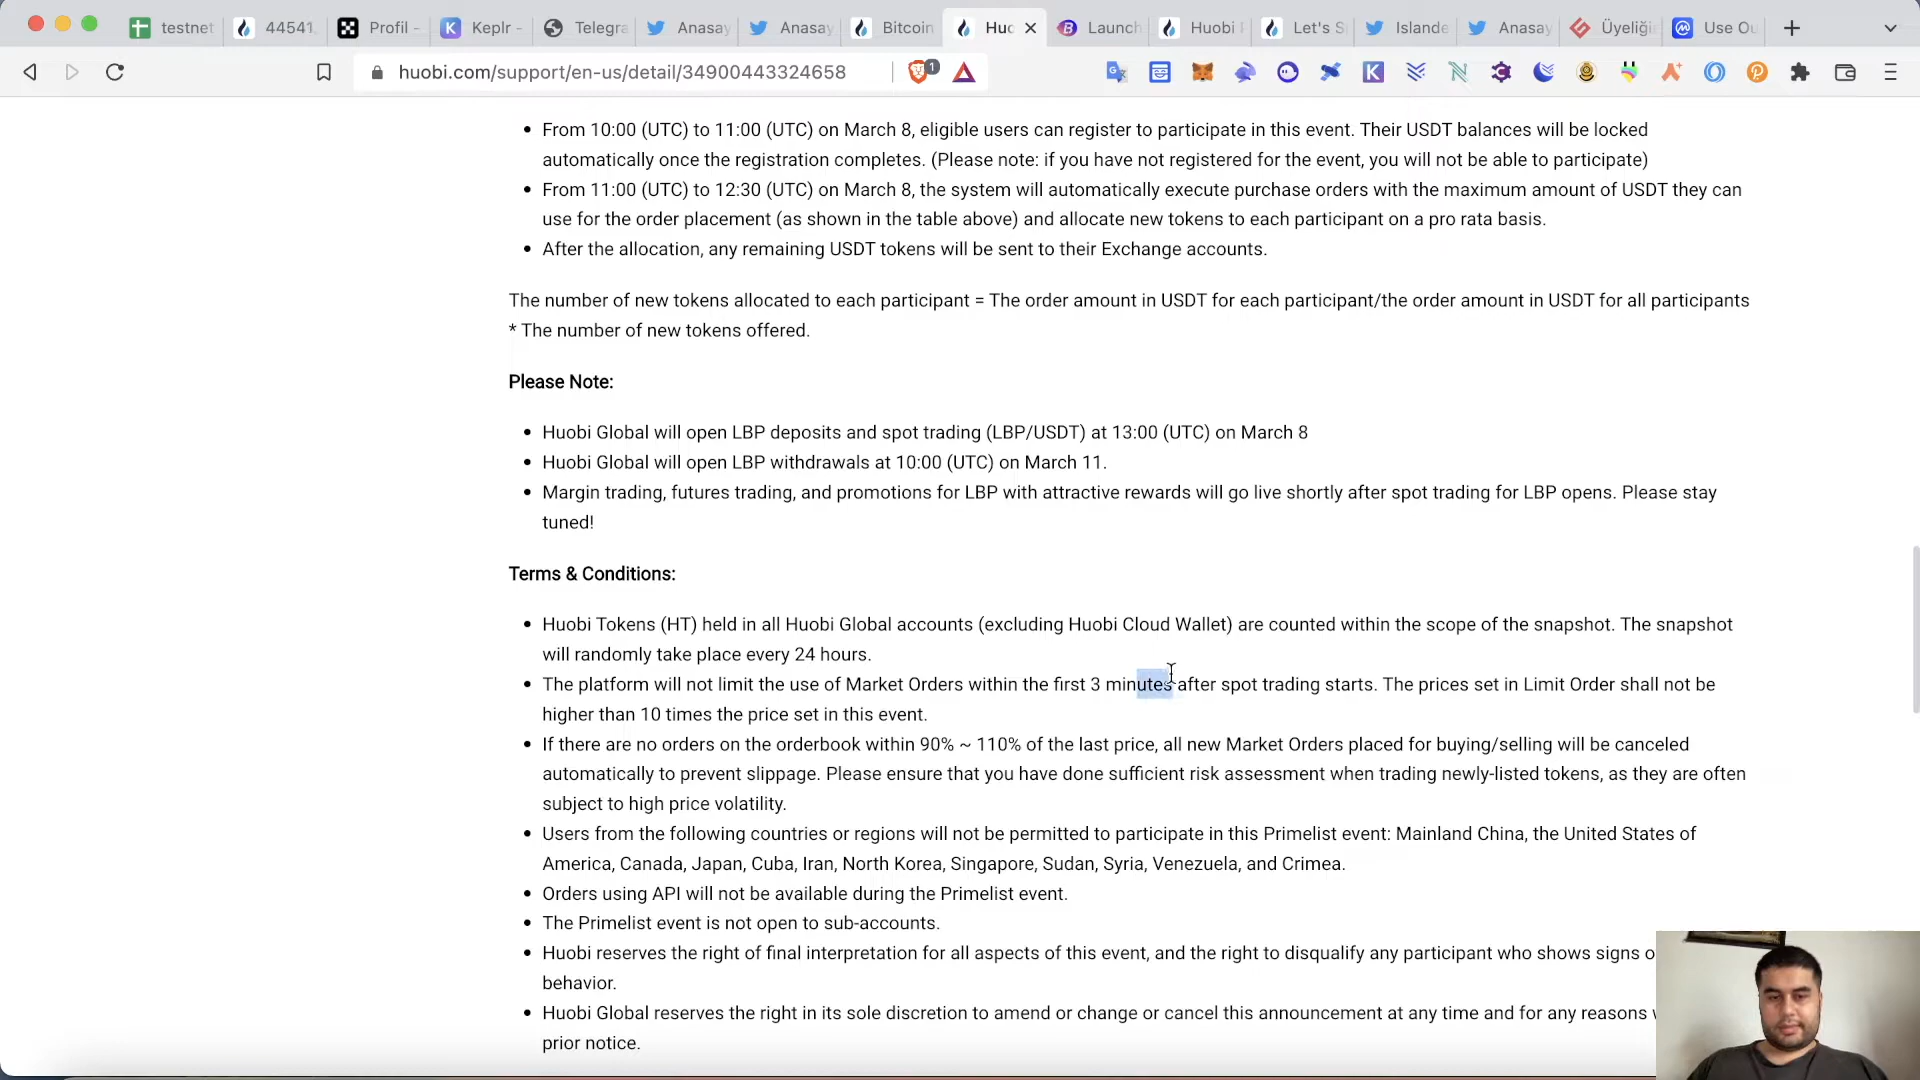 testnet
44541
Profil -
Keplr -
Telegra
Anasay
Anasay
Bitcoin
Huo
Launch
Huobi
Let's S
Islande
Anasay
Üyeliği
Use Ou
huobi.com/support/en-us/detail/34900443324658
1
• From 10:00 (UTC) to 11:00 (UTC) on March 8, eligible users can register to participate in this event. Their USDT balances will be locked
automatically once the registration completes. (Please note: if you have not registered for the event, you will not be able to participate)
• From 11:00 (UTC) to 12:30 (UTC) on March 8, the system will automatically execute purchase orders with the maximum amount of USDT they can
use for the order placement (as shown in the table above) and allocate new tokens to each participant on a pro rata basis.
• After the allocation, any remaining USDT tokens will be sent to their Exchange accounts.
The number of new tokens allocated to each participant = The order amount in USDT for each participant/the order amount in USDT for all participants
* The number of new tokens offered.
Please Note:
• Huobi Global will open LBP deposits and spot trading (LBP/USDT) at 13:00 (UTC) on March 8
• Huobi Global will open LBP withdrawals at 10:00 (UTC) on March 11.
• Margin trading, futures trading, and promotions for LBP with attractive rewards will go live shortly after spot trading for LBP opens. Please stay
tuned!
Terms & Conditions:
• Huobi Tokens (HT) held in all Huobi Global accounts (excluding Huobi Cloud Wallet) are counted within the scope of the snapshot. The snapshot
will randomly take place every 24 hours.
• The platform will not limit the use of Market Orders within the first 3 minutes after spot trading starts. The prices set in Limit Order shall not be
higher than 10 times the price set in this event.
• If there are no orders on the orderbook within 90% ~ 110% of the last price, all new Market Orders placed for buying/selling will be canceled
automatically to prevent slippage. Please ensure that you have done sufficient risk assessment when trading newly-listed tokens, as they are often
subject to high price volatility.
• Users from the following countries or regions will not be permitted to participate in this Primelist event: Mainland China, the United States of
America, Canada, Japan, Cuba, Iran, North Korea, Singapore, Sudan, Syria, Venezuela, and Crimea.
• Orders using API will not be available during the Primelist event.
• The Primelist event is not open to sub-accounts.
• Huobi reserves the right of final interpretation for all aspects of this event, and the right to disqualify any participant who shows signs
behavior.
• Huobi Global reserves the right in its sole discretion to amend or change or cancel this announcement at any time and for any reasons
prior notice.